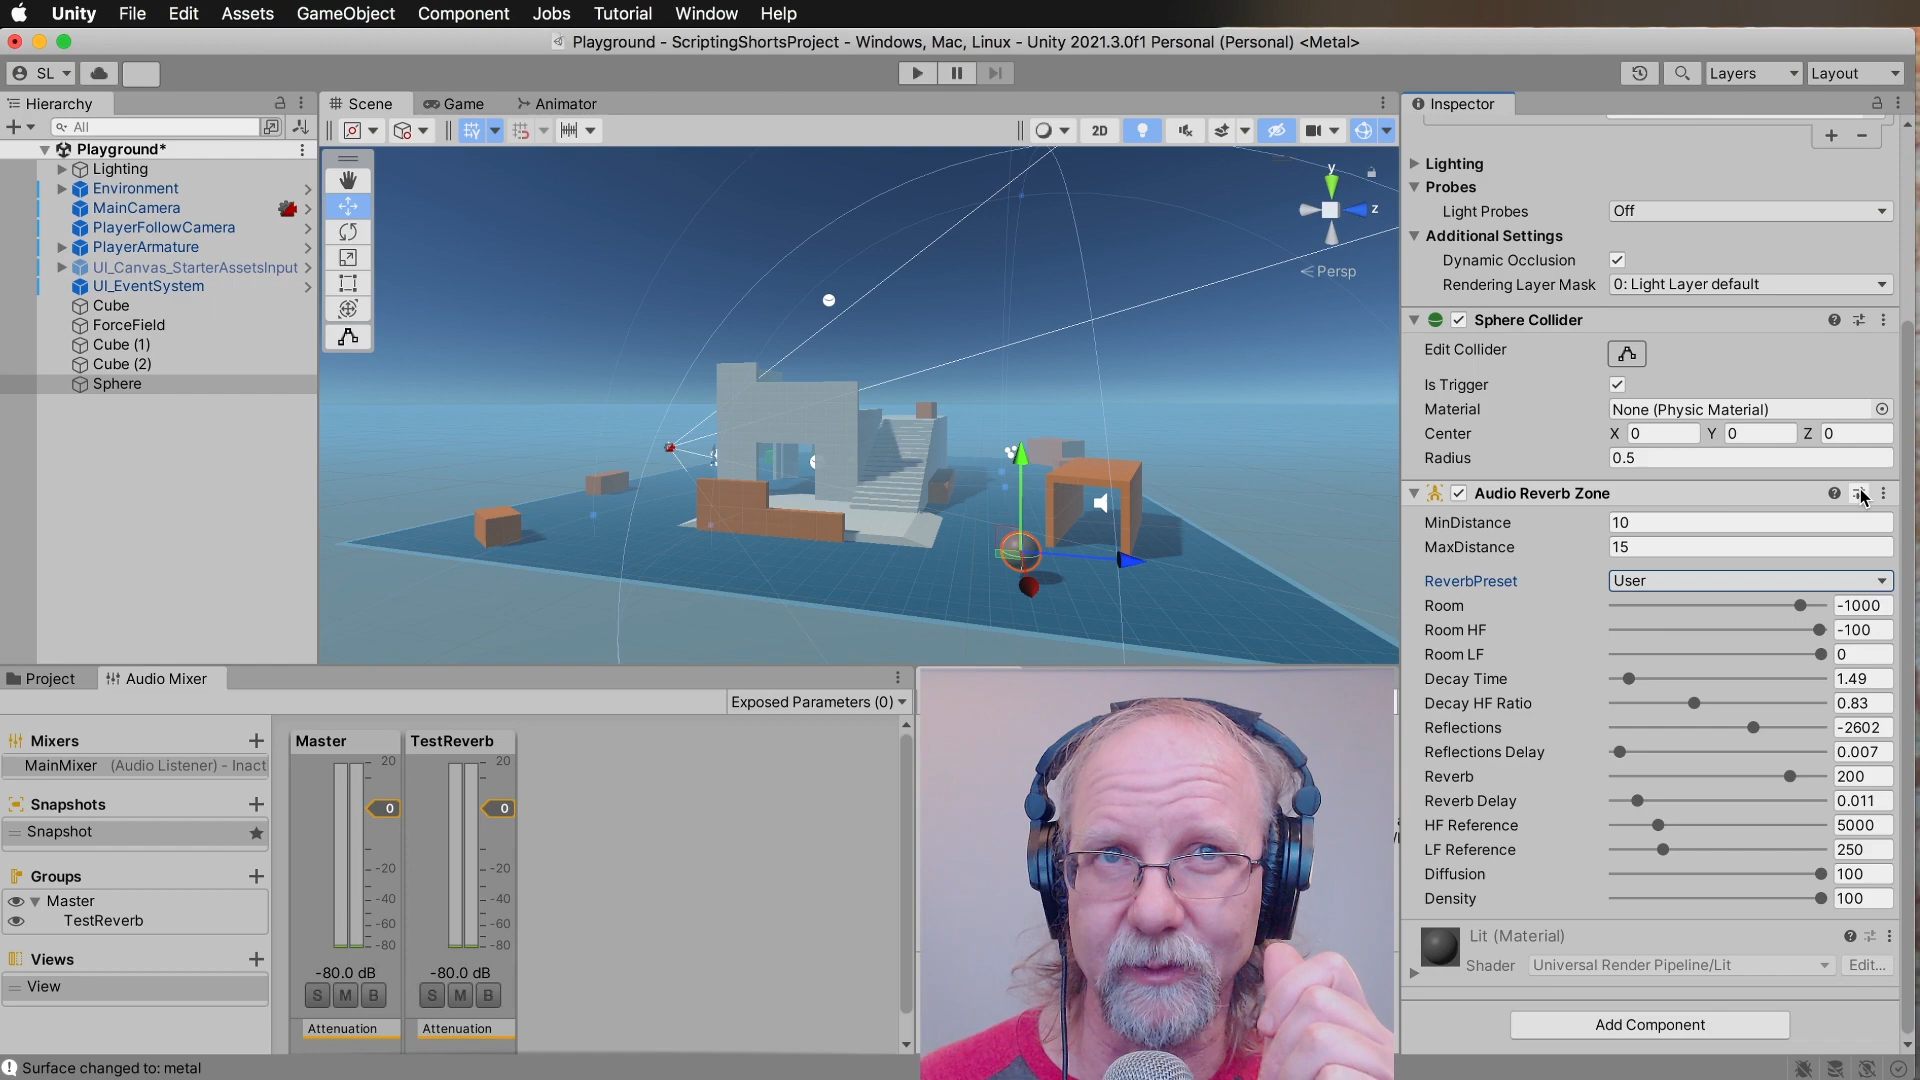 Unity File Edit Assets GameObject Component Jobs Tutorial Window Help
Playground - ScriptingShortsProject - Windows, Mac, Linux - Unity 2021.3.0f1 Personal (Personal) <Metal>
SL
Layers
Layout
Hierarchy
All
Playground*
Lighting
Environment
MainCamera
PlayerFollowCamera
PlayerArmature
UI_Canvas_StarterAssetsInput
UI_EventSystem
Cube
ForceField
Cube (1)
Cube (2)
Sphere
Scene Game Animator
2D
y
z
Persp
Inspector
Lighting
Probes
Light Probes Off
Additional Settings
Dynamic Occlusion
Rendering Layer Mask 0: Light Layer default
Sphere Collider
Edit Collider
Is Trigger
Material None (Physic Material)
Center X 0 Y 0 Z 0
Radius 0.5
Audio Reverb Zone
MinDistance 10
MaxDistance 15
ReverbPreset User
Room -1000
Room HF -100
Room LF 0
Decay Time 1.49
Decay HF Ratio 0.83
Reflections -2602
Reflections Delay 0.007
Reverb 200
Reverb Delay 0.011
HF Reference 5000
LF Reference 250
Diffusion 100
Density 100
Lit (Material)
Shader Universal Render Pipeline/Lit Edit...
Add Component
Project Audio Mixer
Exposed Parameters (0)
Mixers
MainMixer (Audio Listener) - Inact
Snapshots
Snapshot
Groups
Master
TestReverb
Views
View
Master
20
0
-20
-40
-60
-80
-80.0 dB
S M B
Attenuation
TestReverb
20
0
-20
-40
-60
-80
-80.0 dB
S M B
Attenuation
Surface changed to: metal